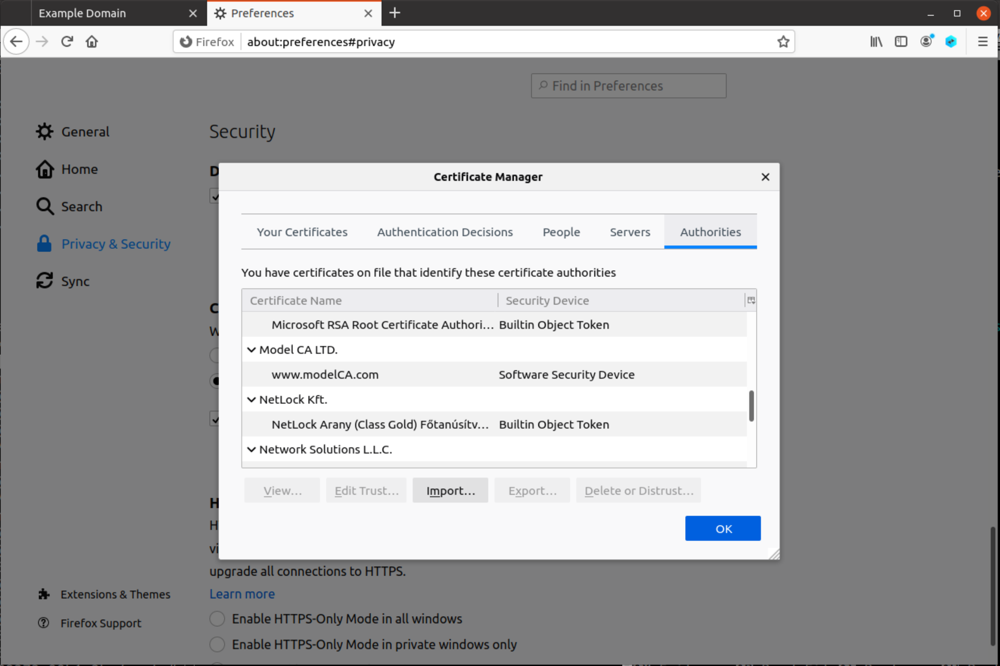 Example Domain
Preferences
Firefox
about:preferences#privacy
Find in Preferences
General
Home
Search
Privacy & Security
Sync
Extensions & Themes
Firefox Support
Security
D
Certificate Manager
Your Certificates
Authentication Decisions
People
Servers
Authorities
You have certificates on file that identify these certificate authorities
Certificate Name
Security Device
Microsoft RSA Root Certificate Authori… Builtin Object Token
Model CA LTD.
www.modelCA.com Software Security Device
NetLock Kft.
NetLock Arany (Class Gold) Főtanúsítv… Builtin Object Token
Network Solutions L.L.C.
View…
Edit Trust…
Import…
Export…
Delete or Distrust…
OK
C
W
H
H
vi
upgrade all connections to HTTPS.
Learn more
Enable HTTPS-Only Mode in all windows
Enable HTTPS-Only Mode in private windows only